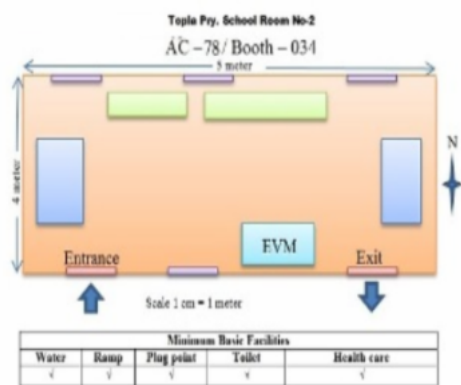 Topla Pry. School Room No-2
AC – 78/ Booth – 034
5 meter
4 meter
N
EVM
Entrance
Exit
Scale 1 cm = 1 meter
Minimum Basic Facilities
Water Ramp Plug point Toilet Health care
√ √ √ √ √